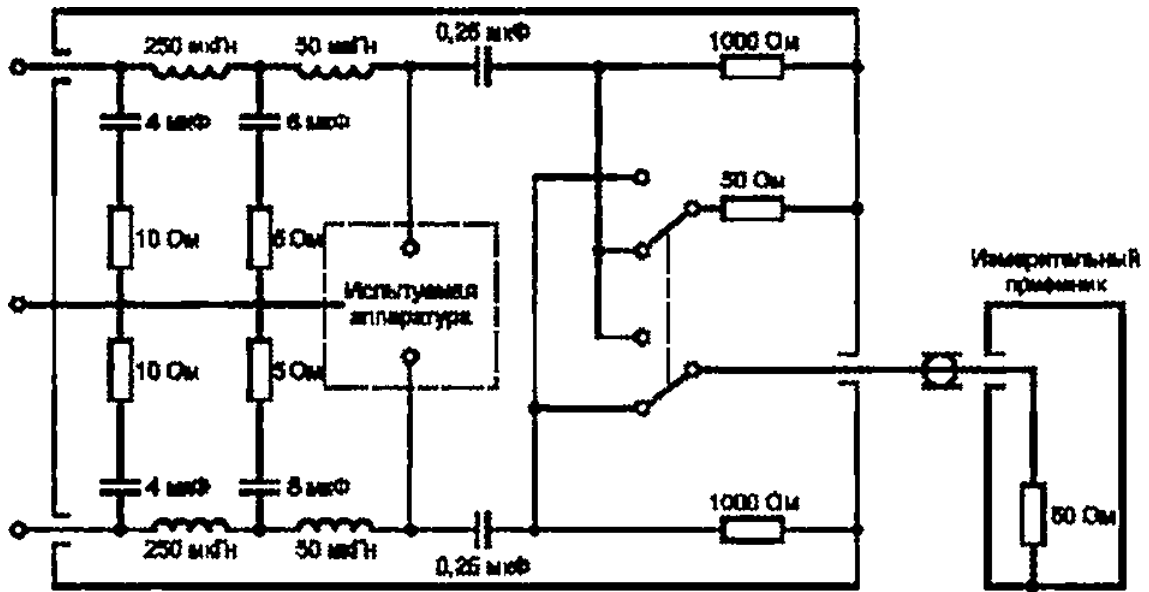 250 мкГн
50 мкГн
0,25 мкФ
1000 Ом
4 мкФ
8 мкФ
50 Ом
10 Ом
5 Ом
Испытуемая
аппаратура
Измерительный
приемник
10 Ом
5 Ом
4 мкФ
8 мкФ
1000 Ом
50 Ом
250 мкГн
50 мкГн
0,25 мкФ